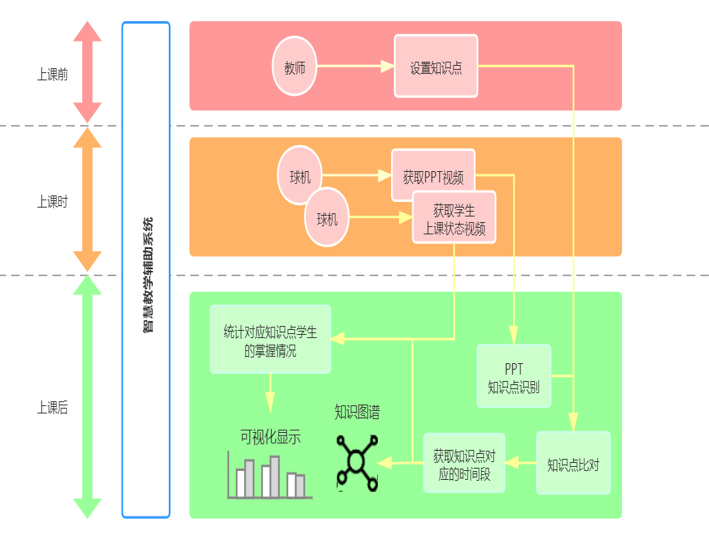 上课前
教师
设置知识点
上课时
球机
获取PPT视频
球机
获取学生
上课状态视频
智慧教学辅助系统
统计对应知识点学生
的掌握情况
PPT
知识点识别
上课后
知识图谱
可视化显示
获取知识点对
应的时间段
知识点比对